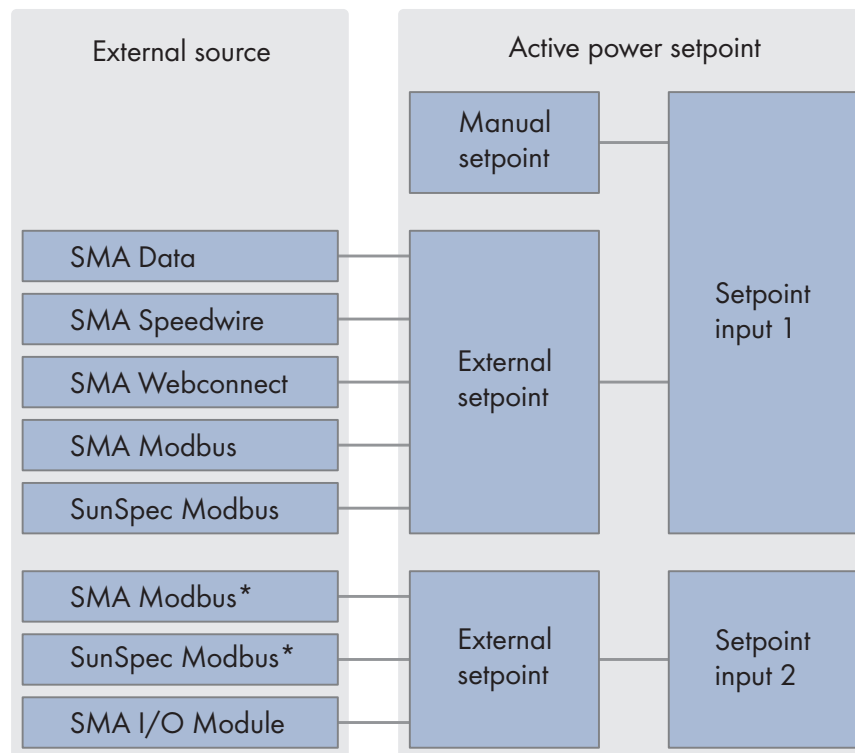 External source
Active power setpoint
Manual
setpoint
SMA Data
SMA Speedwire
SMA Webconnect
SMA Modbus
SunSpec Modbus
External
setpoint
Setpoint
input 1
SMA Modbus*
SunSpec Modbus*
SMA I/O Module
External
setpoint
Setpoint
input 2